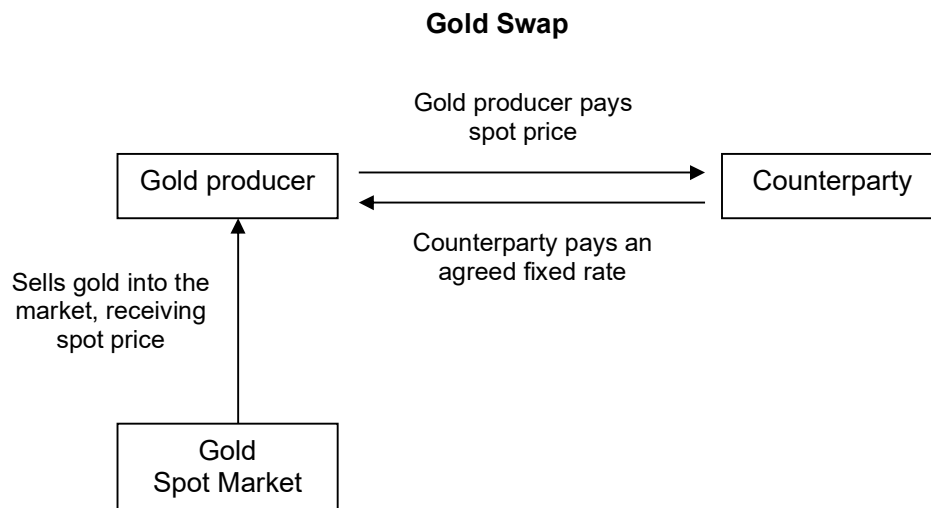 Gold Swap
Gold producer pays
spot price
Gold producer
Counterparty
Counterparty pays an
agreed fixed rate
Sells gold into the
market, receiving
spot price
Gold
Spot Market